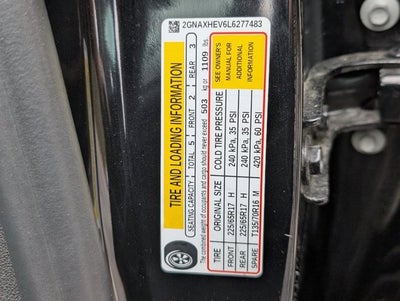 2GNAXHEV6L6277483
TIRE AND LOADING INFORMATION
SEATING CAPACITY TOTAL 5 FRONT 2 REAR 3
The combined weight of occupants and cargo should never exceed 503 kg or 1109 lbs
TIRE ORIGINAL SIZE COLD TIRE PRESSURE
FRONT 225/65R17 H 240 kPa, 35 PSI
REAR 225/65R17 H 240 kPa, 35 PSI
SPARE T135/70R16 M 420 kPa, 60 PSI
SEE OWNER'S
MANUAL FOR
ADDITIONAL
INFORMATION